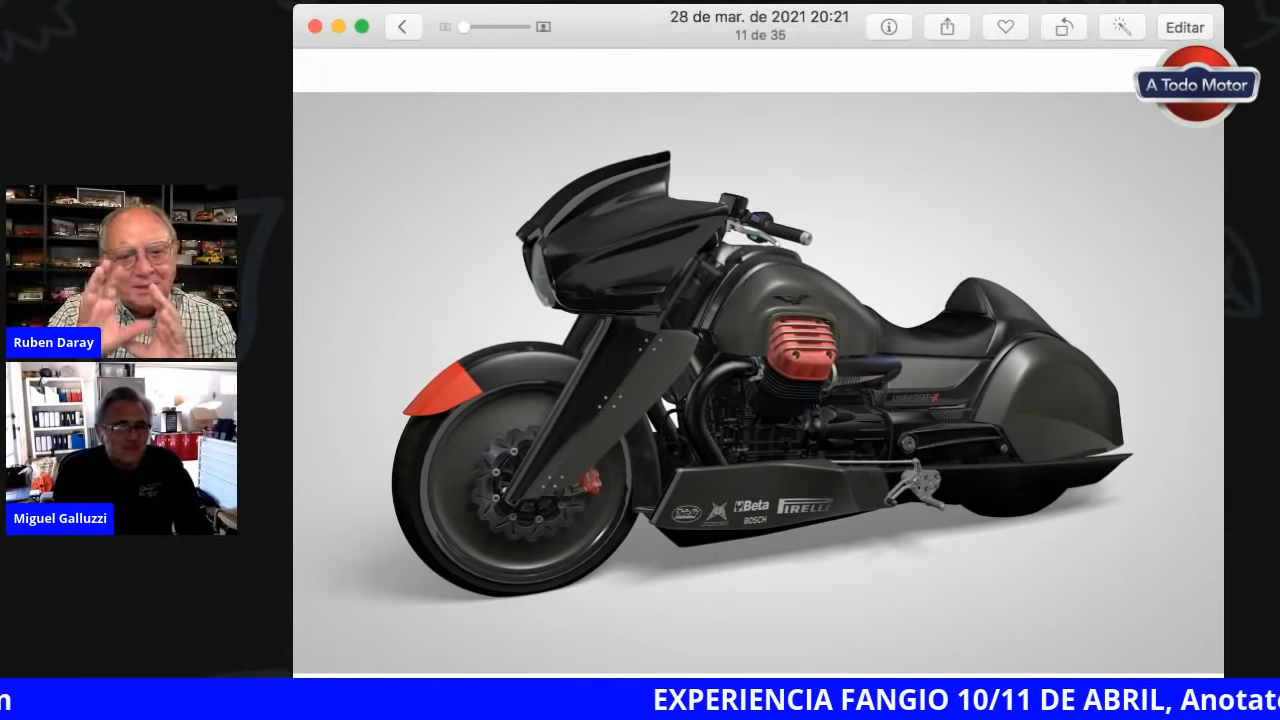 28 de mar. de 2021 20:21
11 de 35
Editar
A Todo Motor
Ruben Daray
Miguel Galluzzi
Beta
BOSCH
PIRELLI
m
EXPERIENCIA FANGIO 10/11 DE ABRIL, Anotate